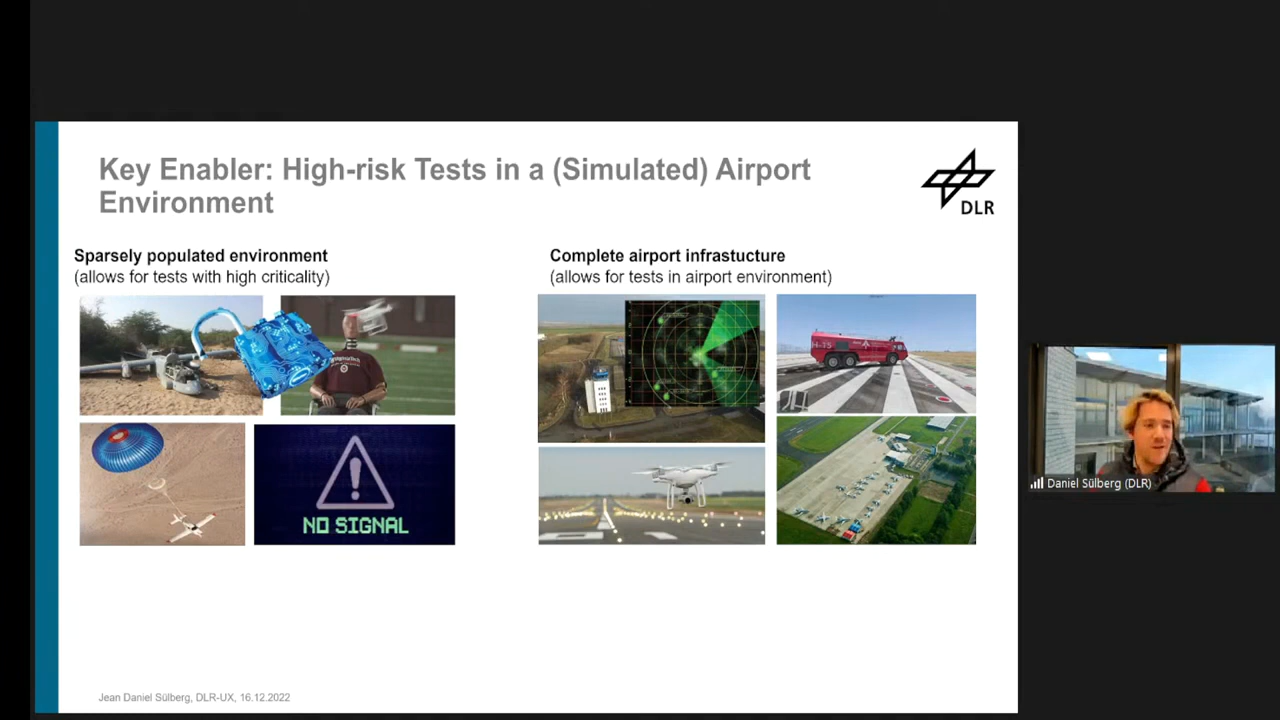 Key Enabler: High-risk Tests in a (Simulated) Airport
Environment
DLR
Sparsely populated environment
(allows for tests with high criticality)
Complete airport infrastucture
(allows for tests in airport environment)
H-15
NO SIGNAL
Daniel Sülberg (DLR)
Jean Daniel Sülberg, DLR-UX, 16.12.2022